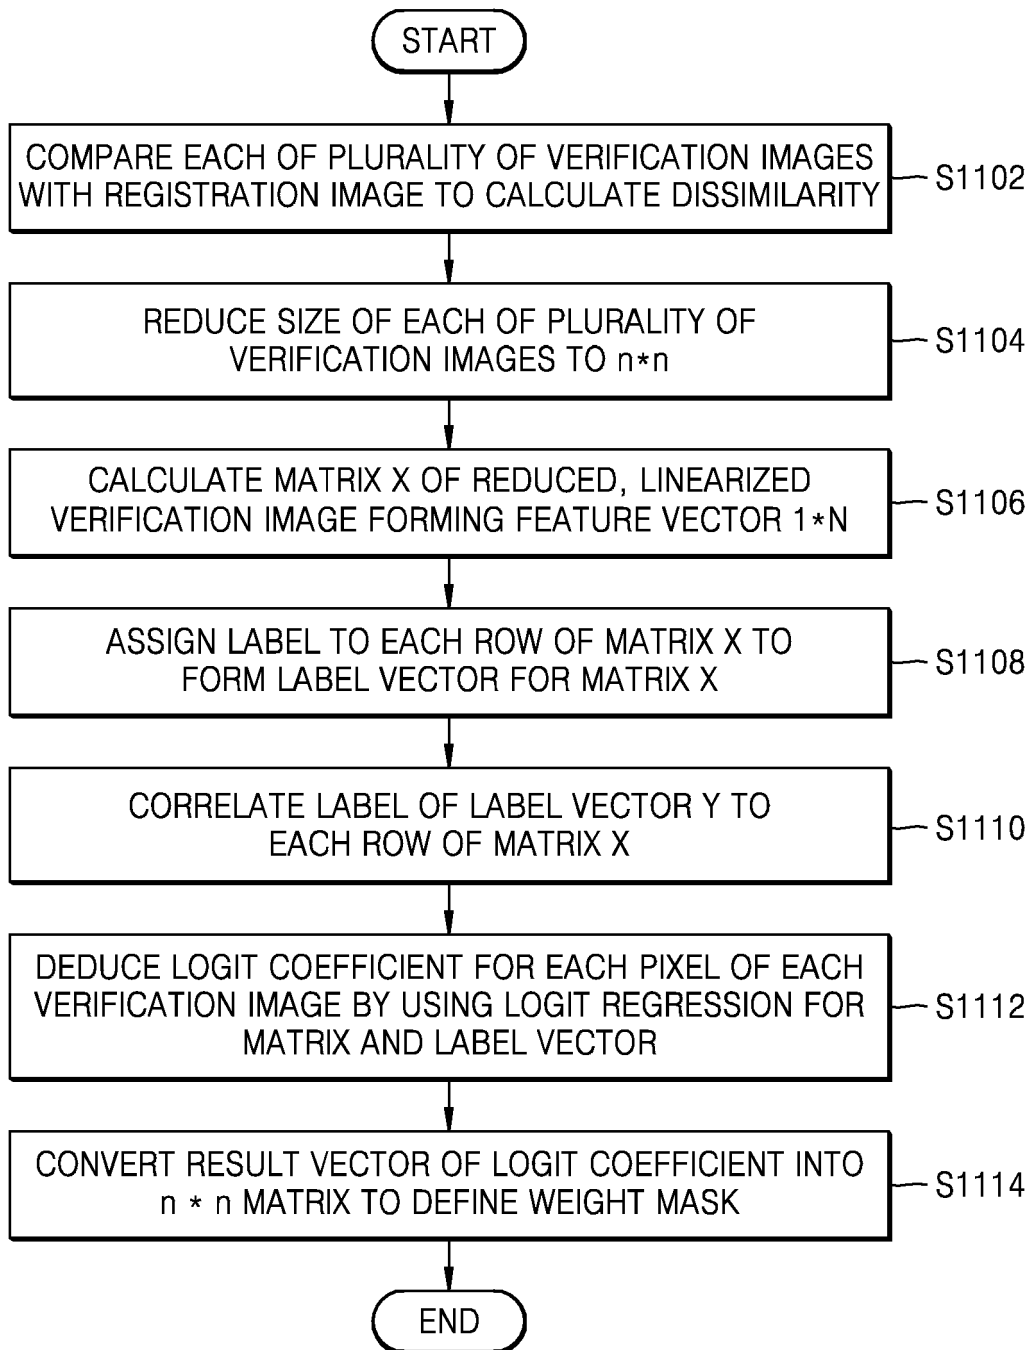 START
COMPARE EACH OF PLURALITY OF VERIFICATION IMAGES
WITH REGISTRATION IMAGE TO CALCULATE DISSIMILARITY
S1102
REDUCE SIZE OF EACH OF PLURALITY OF
VERIFICATION IMAGES TO n*n
S1104
CALCULATE MATRIX X OF REDUCED, LINEARIZED
VERIFICATION IMAGE FORMING FEATURE VECTOR 1*N
S1106
ASSIGN LABEL TO EACH ROW OF MATRIX X TO
FORM LABEL VECTOR FOR MATRIX X
S1108
CORRELATE LABEL OF LABEL VECTOR Y TO
EACH ROW OF MATRIX X
S1110
DEDUCE LOGIT COEFFICIENT FOR EACH PIXEL OF EACH
VERIFICATION IMAGE BY USING LOGIT REGRESSION FOR
MATRIX AND LABEL VECTOR
S1112
CONVERT RESULT VECTOR OF LOGIT COEFFICIENT INTO
n * n MATRIX TO DEFINE WEIGHT MASK
S1114
END